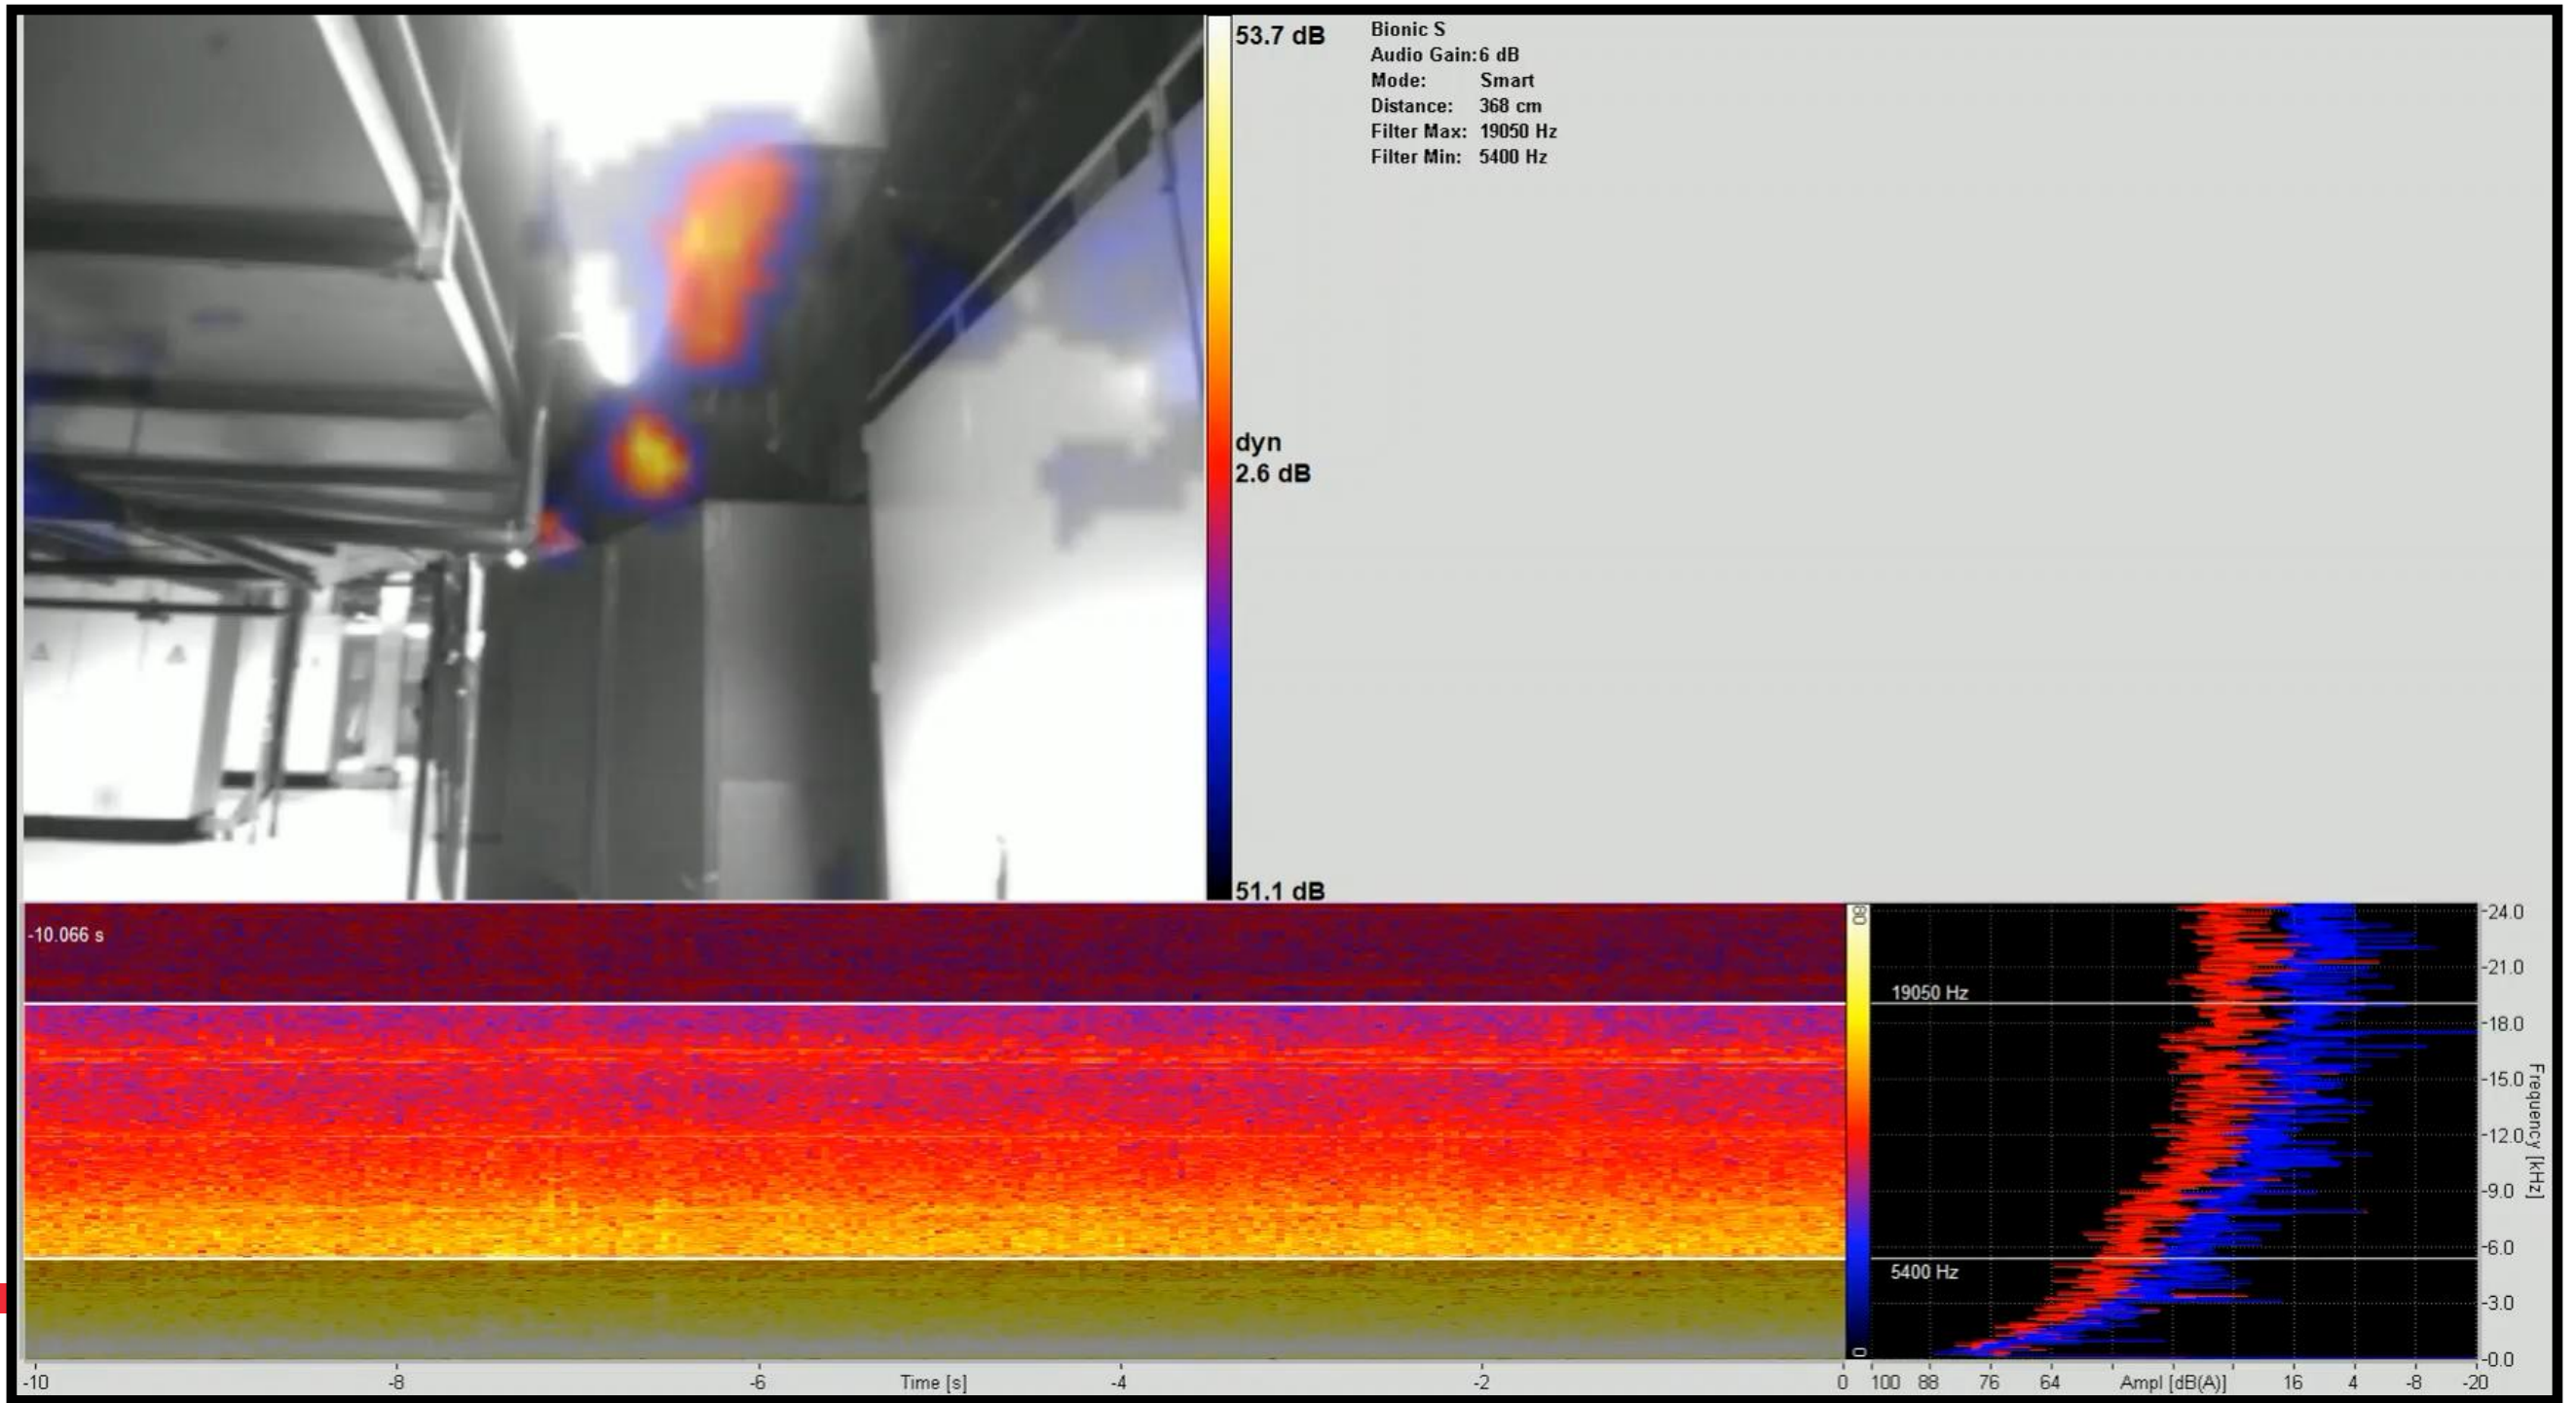 53.7 dB
dyn
2.6 dB
51.1 dB
Bionic S
Audio Gain:6 dB
Mode: Smart
Distance: 368 cm
Filter Max: 19050 Hz
Filter Min: 5400 Hz
-10.066 s
-10 -8 -6 Time [s] -4 -2 0
80
0
19050 Hz
5400 Hz
100 88 76 64 Ampl [dB(A)] 16 4 -8 -20
24.0
21.0
18.0
15.0
12.0
9.0
6.0
3.0
0.0
Frequency [kHz]